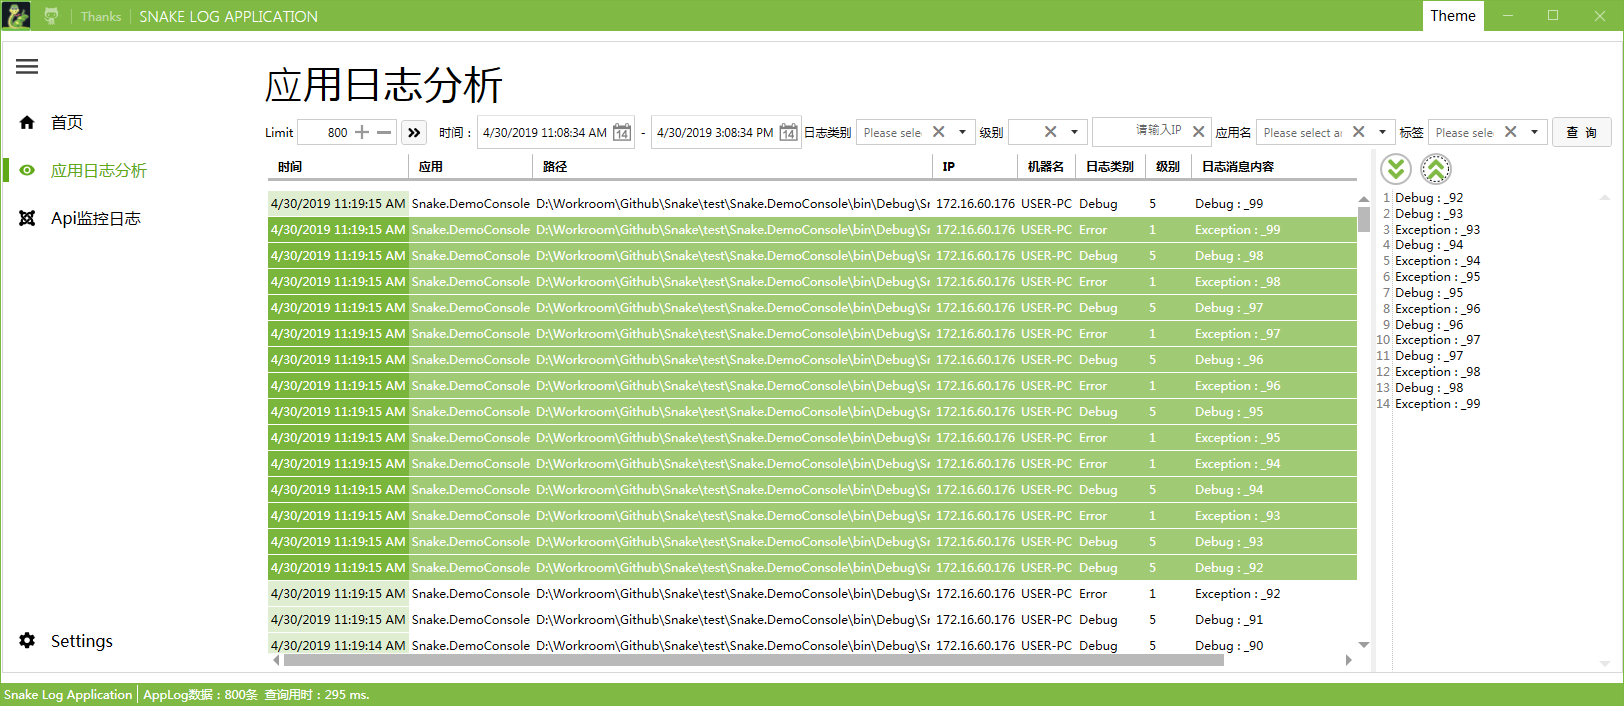 Thanks SNAKE LOG APPLICATION Theme
应用日志分析
首页
应用日志分析
Api监控日志
Settings
Limit 800 时间 : 4/30/2019 11:08:34 AM 14 - 4/30/2019 3:08:34 PM 14 日志类别 Please sele 级别 请输入IP 应用名 Please select a 标签 Please sele 查 询
时间 应用 路径 IP 机器名 日志类别 级别 日志消息内容
4/30/2019 11:19:15 AM Snake.DemoConsole D:\Workroom\Github\Snake\test\Snake.DemoConsole\bin\Debug\Sr 172.16.60.176 USER-PC Debug 5 Debug : _99
4/30/2019 11:19:15 AM Snake.DemoConsole D:\Workroom\Github\Snake\test\Snake.DemoConsole\bin\Debug\Sr 172.16.60.176 USER-PC Error 1 Exception : _99
4/30/2019 11:19:15 AM Snake.DemoConsole D:\Workroom\Github\Snake\test\Snake.DemoConsole\bin\Debug\Sr 172.16.60.176 USER-PC Debug 5 Debug : _98
4/30/2019 11:19:15 AM Snake.DemoConsole D:\Workroom\Github\Snake\test\Snake.DemoConsole\bin\Debug\Sr 172.16.60.176 USER-PC Error 1 Exception : _98
4/30/2019 11:19:15 AM Snake.DemoConsole D:\Workroom\Github\Snake\test\Snake.DemoConsole\bin\Debug\Sr 172.16.60.176 USER-PC Debug 5 Debug : _97
4/30/2019 11:19:15 AM Snake.DemoConsole D:\Workroom\Github\Snake\test\Snake.DemoConsole\bin\Debug\Sr 172.16.60.176 USER-PC Error 1 Exception : _97
4/30/2019 11:19:15 AM Snake.DemoConsole D:\Workroom\Github\Snake\test\Snake.DemoConsole\bin\Debug\Sr 172.16.60.176 USER-PC Debug 5 Debug : _96
4/30/2019 11:19:15 AM Snake.DemoConsole D:\Workroom\Github\Snake\test\Snake.DemoConsole\bin\Debug\Sr 172.16.60.176 USER-PC Error 1 Exception : _96
4/30/2019 11:19:15 AM Snake.DemoConsole D:\Workroom\Github\Snake\test\Snake.DemoConsole\bin\Debug\Sr 172.16.60.176 USER-PC Debug 5 Debug : _95
4/30/2019 11:19:15 AM Snake.DemoConsole D:\Workroom\Github\Snake\test\Snake.DemoConsole\bin\Debug\Sr 172.16.60.176 USER-PC Error 1 Exception : _95
4/30/2019 11:19:15 AM Snake.DemoConsole D:\Workroom\Github\Snake\test\Snake.DemoConsole\bin\Debug\Sr 172.16.60.176 USER-PC Error 1 Exception : _94
4/30/2019 11:19:15 AM Snake.DemoConsole D:\Workroom\Github\Snake\test\Snake.DemoConsole\bin\Debug\Sr 172.16.60.176 USER-PC Debug 5 Debug : _94
4/30/2019 11:19:15 AM Snake.DemoConsole D:\Workroom\Github\Snake\test\Snake.DemoConsole\bin\Debug\Sr 172.16.60.176 USER-PC Error 1 Exception : _93
4/30/2019 11:19:15 AM Snake.DemoConsole D:\Workroom\Github\Snake\test\Snake.DemoConsole\bin\Debug\Sr 172.16.60.176 USER-PC Debug 5 Debug : _93
4/30/2019 11:19:15 AM Snake.DemoConsole D:\Workroom\Github\Snake\test\Snake.DemoConsole\bin\Debug\Sr 172.16.60.176 USER-PC Debug 5 Debug : _92
4/30/2019 11:19:15 AM Snake.DemoConsole D:\Workroom\Github\Snake\test\Snake.DemoConsole\bin\Debug\Sr 172.16.60.176 USER-PC Error 1 Exception : _92
4/30/2019 11:19:15 AM Snake.DemoConsole D:\Workroom\Github\Snake\test\Snake.DemoConsole\bin\Debug\Sr 172.16.60.176 USER-PC Debug 5 Debug : _91
4/30/2019 11:19:14 AM Snake.DemoConsole D:\Workroom\Github\Snake\test\Snake.DemoConsole\bin\Debug\Sr 172.16.60.176 USER-PC Debug 5 Debug : _90
1 Debug : _92
2 Debug : _93
3 Exception : _93
4 Debug : _94
5 Exception : _94
6 Exception : _95
7 Debug : _95
8 Exception : _96
9 Debug : _96
10 Exception : _97
11 Debug : _97
12 Exception : _98
13 Debug : _98
14 Exception : _99
Snake Log Application AppLog数据 : 800条 查询用时 : 295 ms.